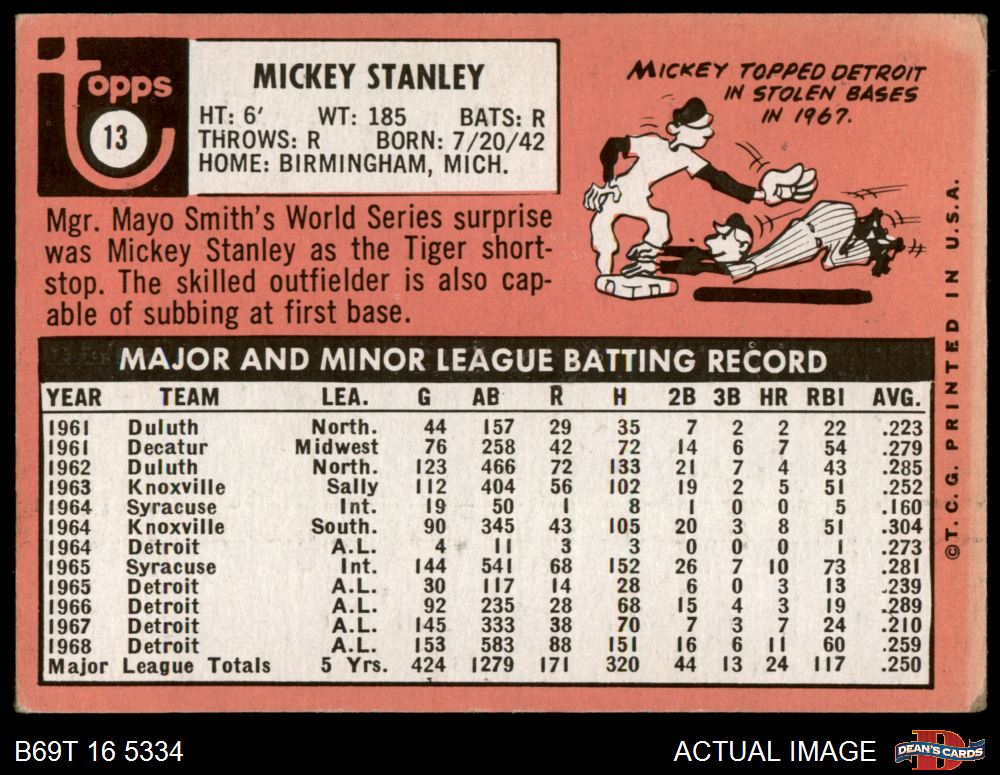 Topps
13
MICKEY STANLEY
HT: 6' WT: 185 BATS: R
THROWS: R BORN: 7/20/42
HOME: BIRMINGHAM, MICH.
MICKEY TOPPED DETROIT
IN STOLEN BASES
IN 1967.
Mgr. Mayo Smith's World Series surprise
was Mickey Stanley as the Tiger short-
stop. The skilled outfielder is also cap-
able of subbing at first base.
MAJOR AND MINOR LEAGUE BATTING RECORD
YEAR TEAM LEA. G AB R H 2B 3B HR RBI AVG.
1961 Duluth North. 44 157 29 35 7 2 2 22 .223
1961 Decatur Midwest 76 258 42 72 14 6 7 54 .279
1962 Duluth North. 123 466 72 133 21 7 4 43 .285
1963 Knoxville Sally 112 404 56 102 19 2 5 51 .252
1964 Syracuse Int. 19 50 1 8 1 0 0 5 .160
1964 Knoxville South. 90 345 43 105 20 3 8 51 .304
1964 Detroit A.L. 4 11 3 3 0 0 0 1 .273
1965 Syracuse Int. 144 541 68 152 26 7 10 73 .281
1965 Detroit A.L. 30 117 14 28 6 0 3 13 .239
1966 Detroit A.L. 92 235 28 68 15 4 3 19 .289
1967 Detroit A.L. 145 333 38 70 7 3 7 24 .210
1968 Detroit A.L. 153 583 88 151 16 6 11 60 .259
Major League Totals 5 Yrs. 424 1279 171 320 44 13 24 117 .250
©T.C.G. PRINTED IN U.S.A.
B69T 16 5334
ACTUAL IMAGE
D
DEAN'S CARDS